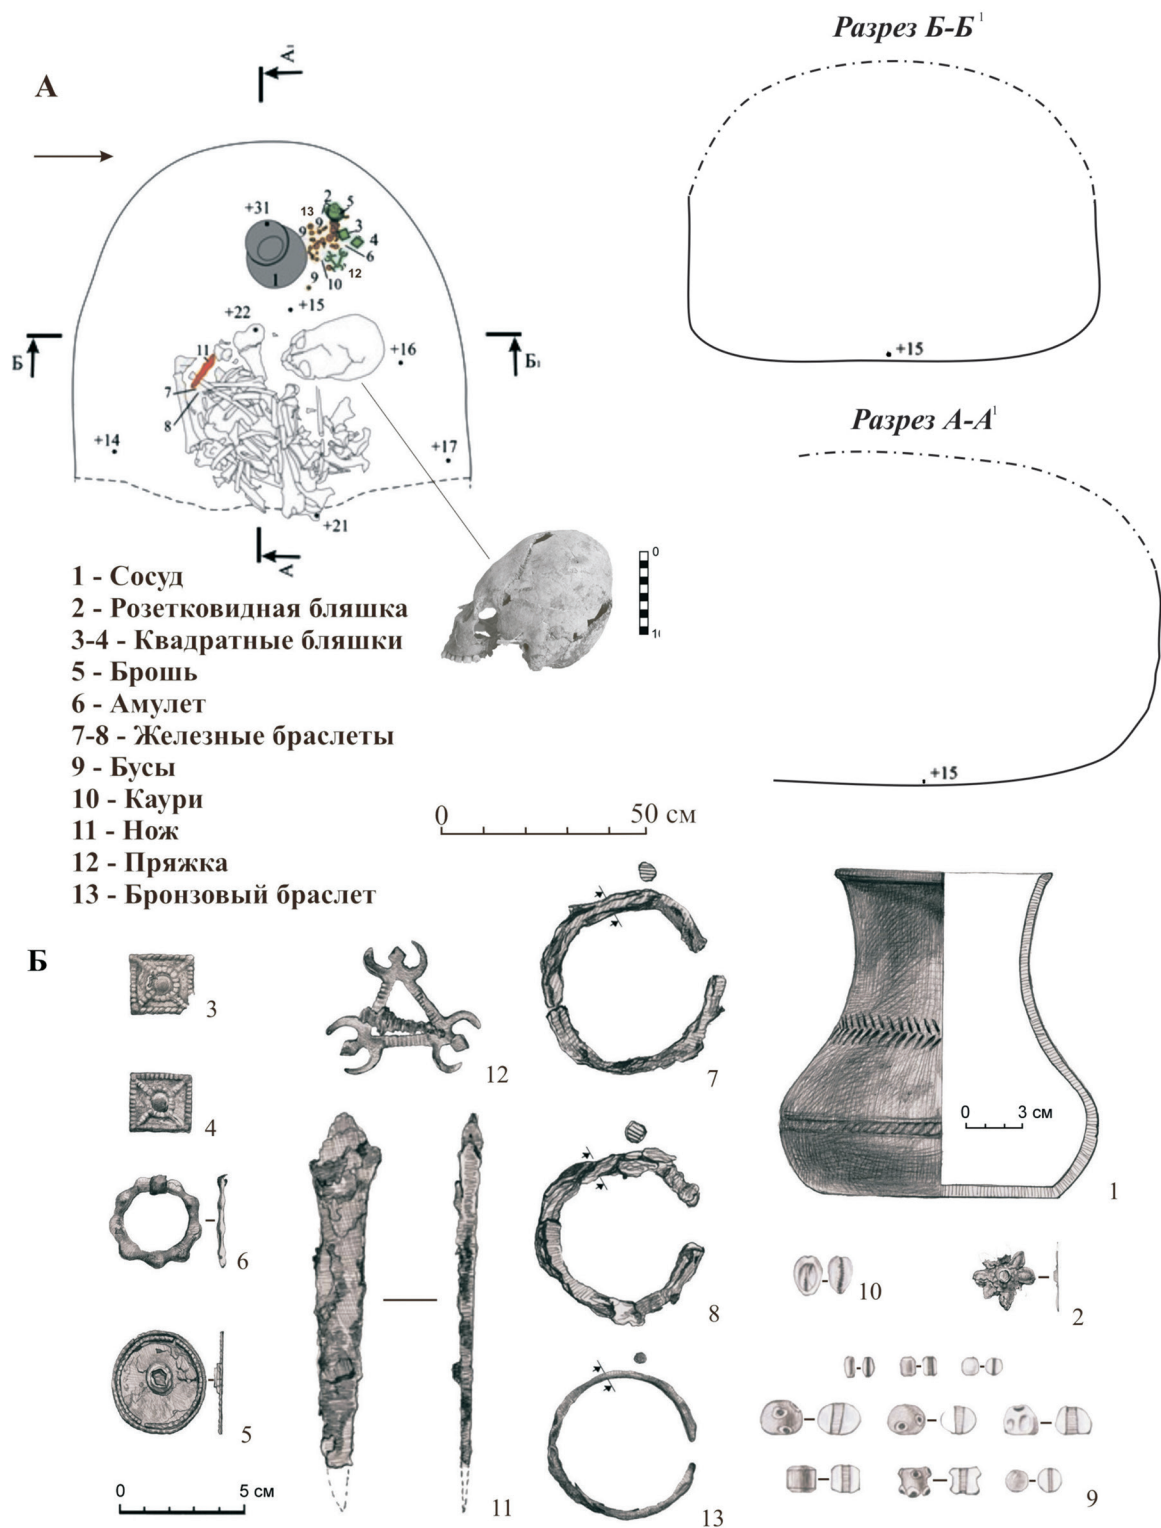 А
А₁
Разрез Б-Б¹
+31
13
2
5
9
9
3
4
6
9
10
12
1
+15
+22
+16
Б
Б₁
11
7
8
+14
+17
+21
А
+15
Разрез А-А¹
+15
0
10
1 - Сосуд
2 - Розетковидная бляшка
3-4 - Квадратные бляшки
5 - Брошь
6 - Амулет
7-8 - Железные браслеты
9 - Бусы
10 - Каури
11 - Нож
12 - Пряжка
13 - Бронзовый браслет
0 50 см
Б
3
4
6
5
12
11
7
8
13
0 3 см
1
10
2
9
0 5 см